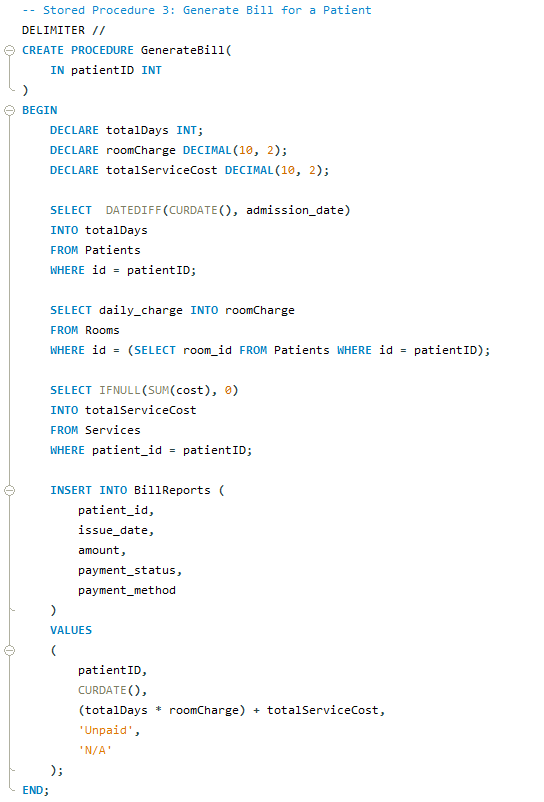 -- Stored Procedure 3: Generate Bill for a Patient
DELIMITER //
CREATE PROCEDURE GenerateBill(
    IN patientID INT
)
BEGIN
    DECLARE totalDays INT;
    DECLARE roomCharge DECIMAL(10, 2);
    DECLARE totalServiceCost DECIMAL(10, 2);

    SELECT  DATEDIFF(CURDATE(), admission_date)
    INTO totalDays
    FROM Patients
    WHERE id = patientID;

    SELECT daily_charge INTO roomCharge
    FROM Rooms
    WHERE id = (SELECT room_id FROM Patients WHERE id = patientID);

    SELECT IFNULL(SUM(cost), 0)
    INTO totalServiceCost
    FROM Services
    WHERE patient_id = patientID;

    INSERT INTO BillReports (
        patient_id,
        issue_date,
        amount,
        payment_status,
        payment_method
    )
    VALUES
    (
        patientID,
        CURDATE(),
        (totalDays * roomCharge) + totalServiceCost,
        'Unpaid',
        'N/A'
    );
END;